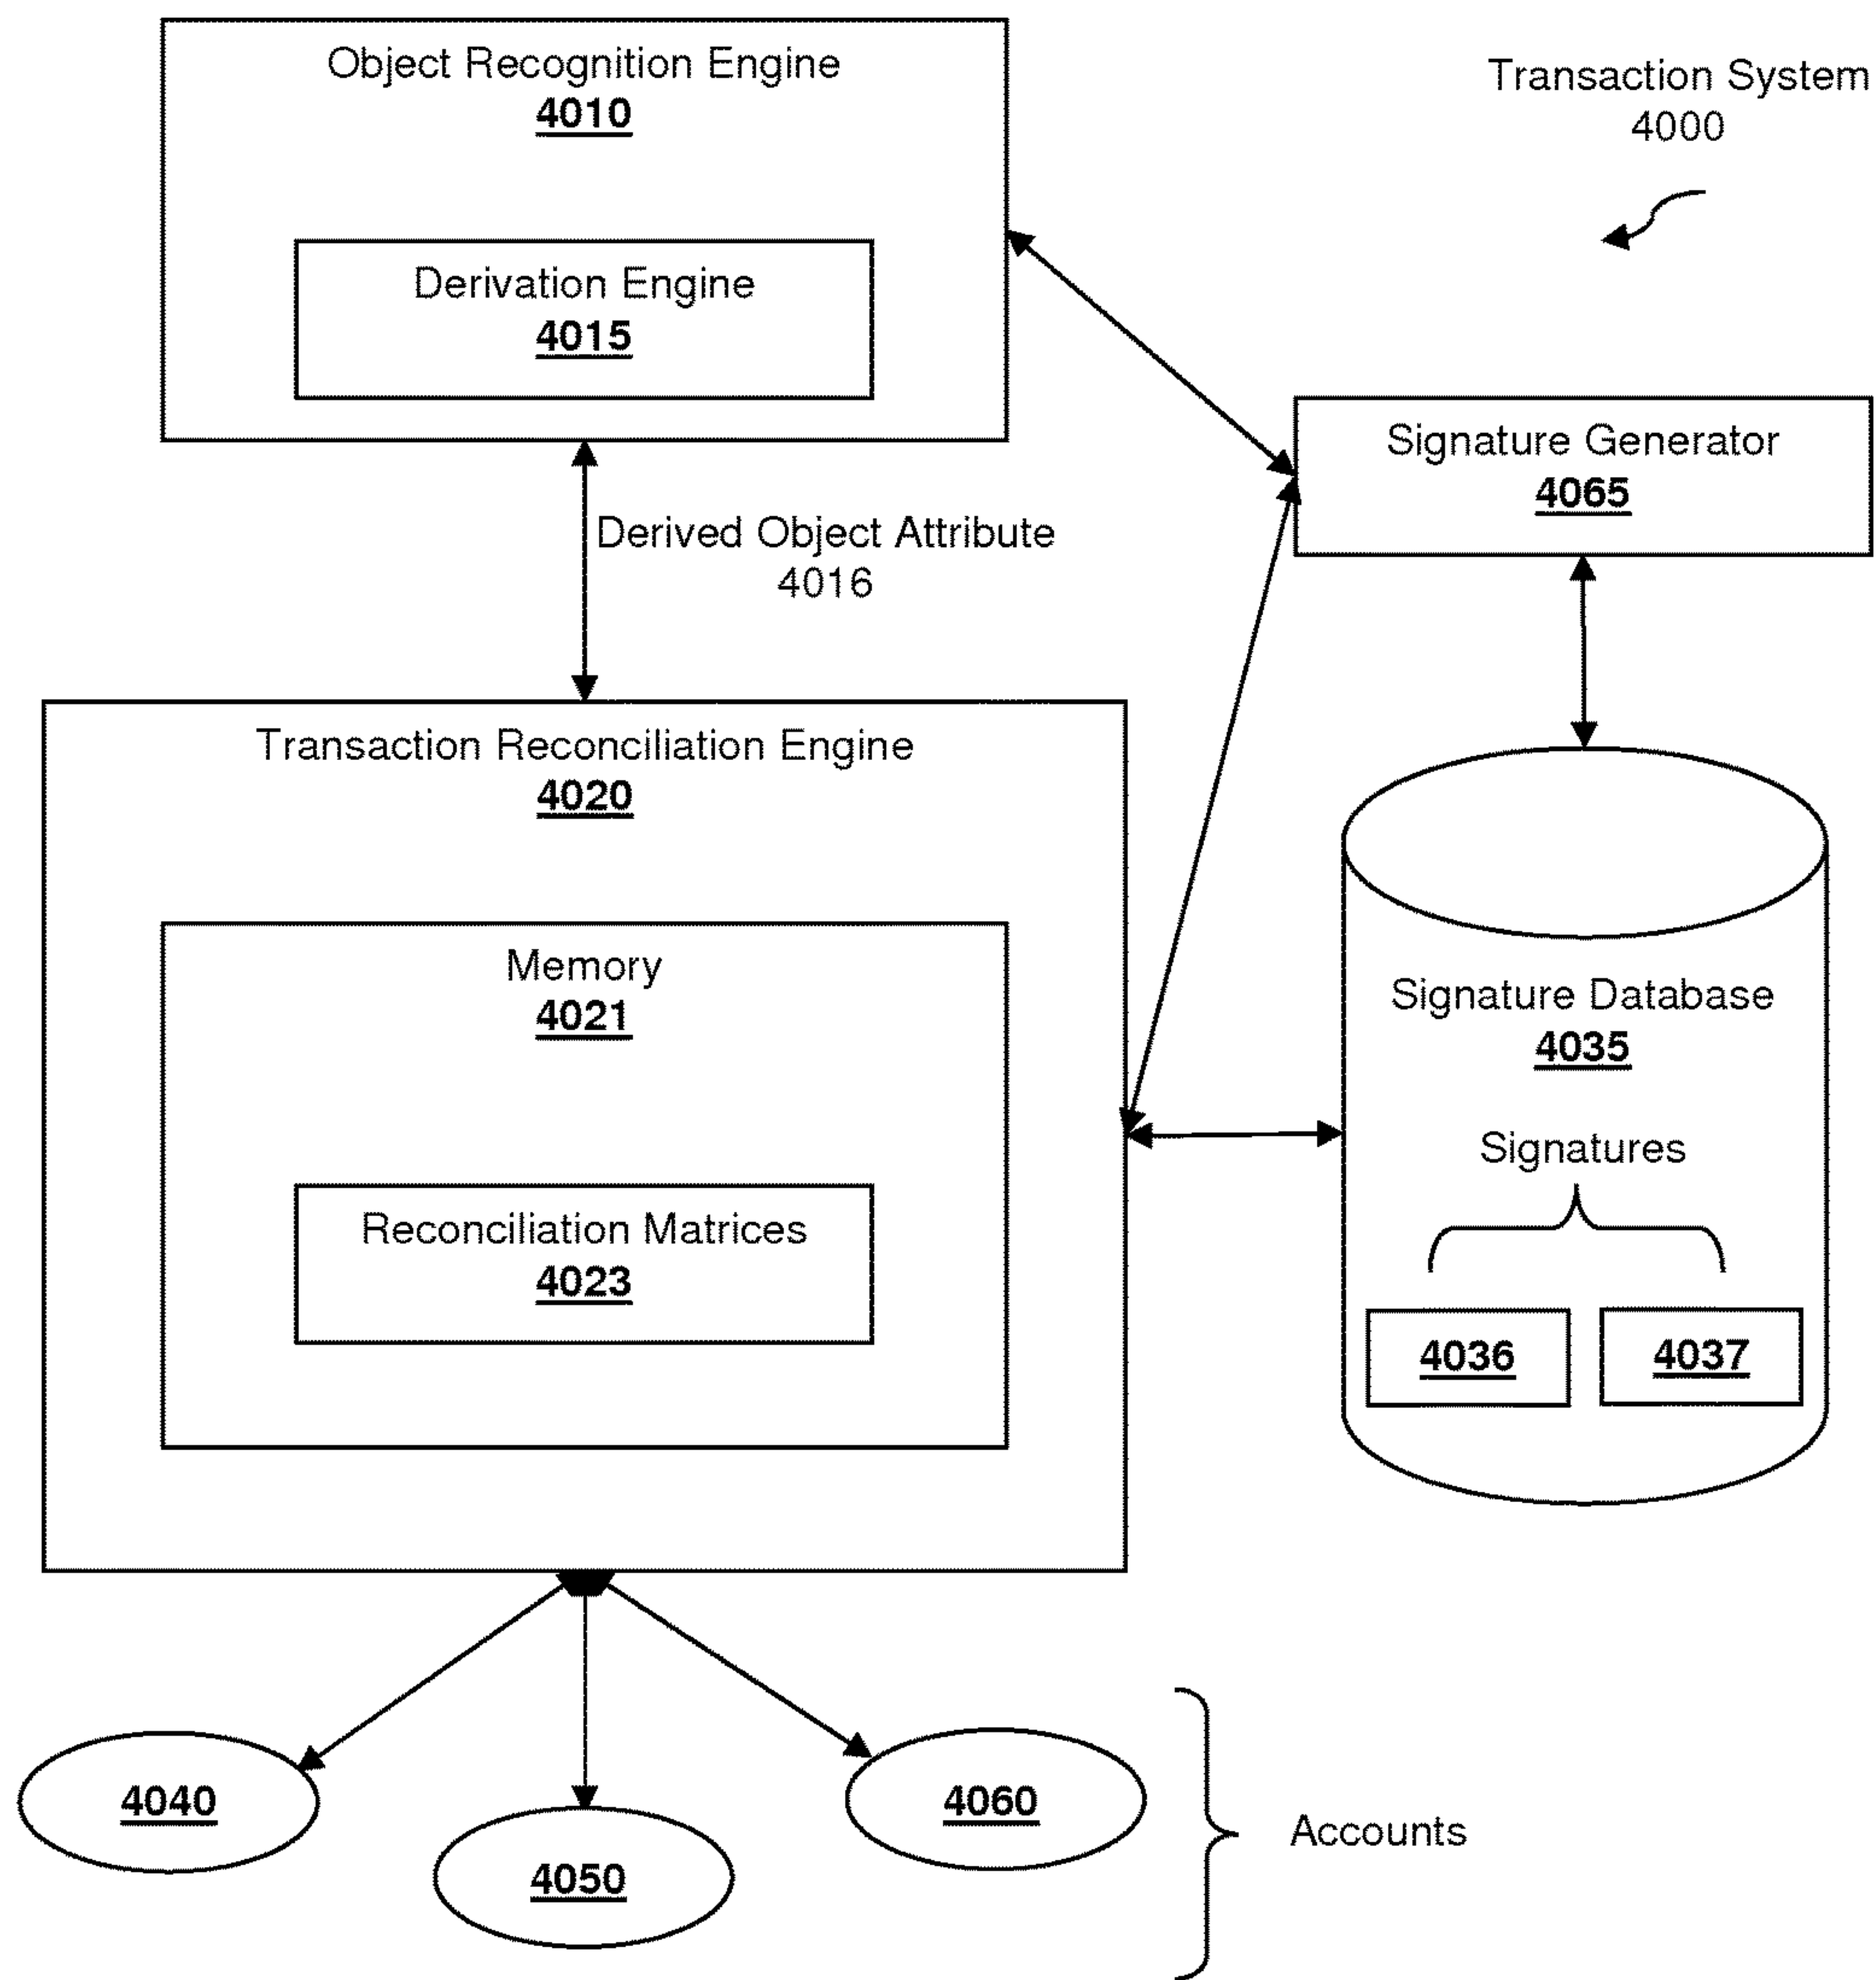 Object Recognition Engine
4010
Transaction System
4000
Derivation Engine
4015
Signature Generator
4065
Derived Object Attribute
4016
Transaction Reconciliation Engine
4020
Memory
4021
Signature Database
4035
Signatures
Reconciliation Matrices
4023
4036
4037
4040
4050
4060
Accounts